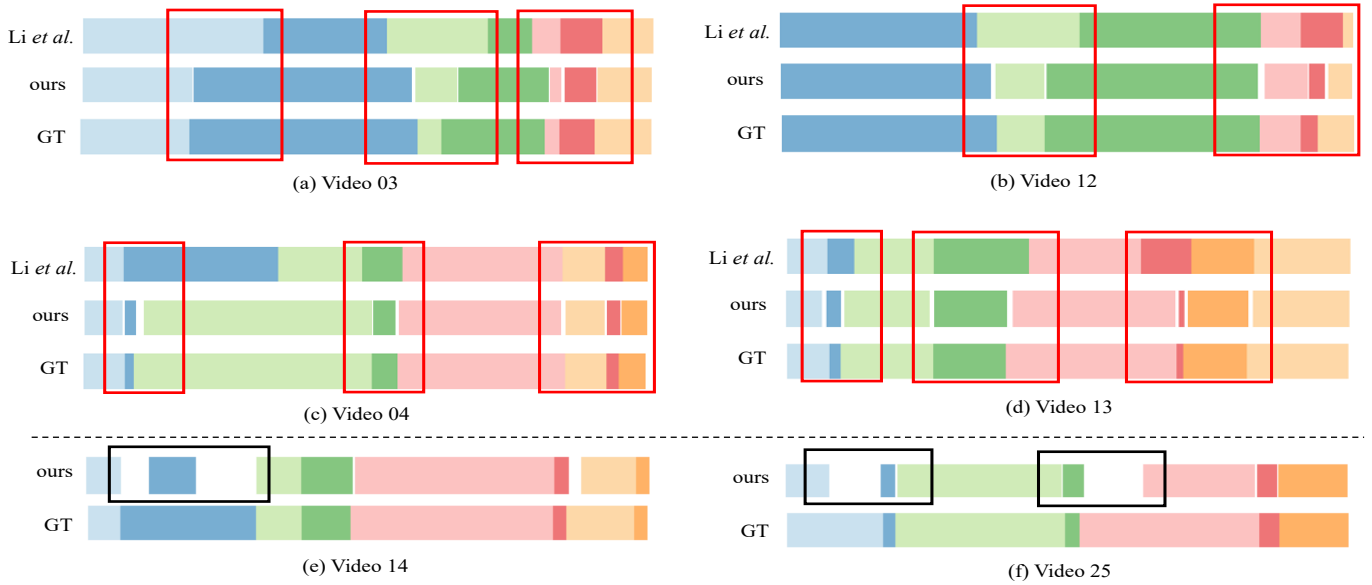 Li et al.
ours
GT
(a) Video 03
Li et al.
ours
GT
(b) Video 12
Li et al.
ours
GT
(c) Video 04
Li et al.
ours
GT
(d) Video 13
ours
GT
(e) Video 14
ours
GT
(f) Video 25